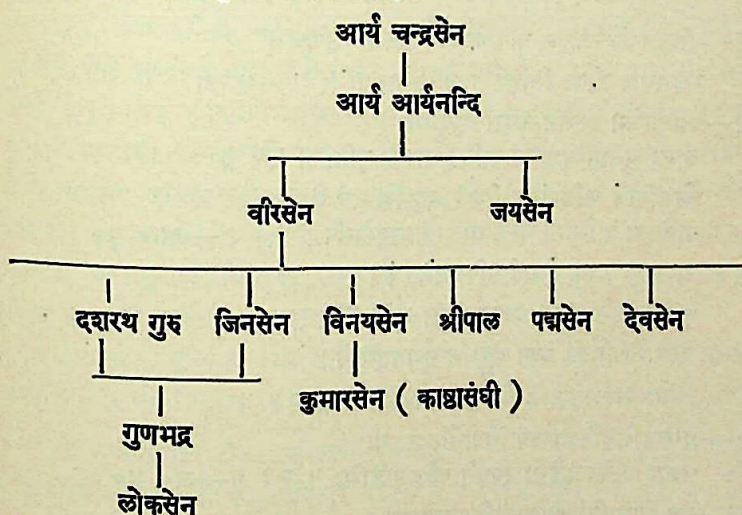 आर्य चन्द्रसेन
आर्य आर्यनन्दि
वीरसेन जयसेन
दशरथ गुरु जिनसेन विनयसेन श्रीपाल पद्मसेन देवसेन
कुमारसेन ( काष्ठासंघी )
गुणभद्र
लोकसेन